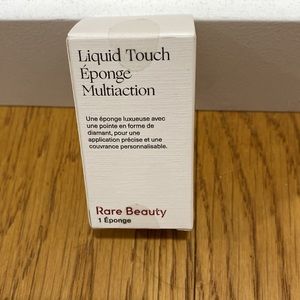 Liquid Touch
Éponge
Multiaction
Une éponge luxueuse avec
une pointe en forme de
diamant, pour une
application précise et une
couvrance personnalisable.
Rare Beauty
1 Éponge